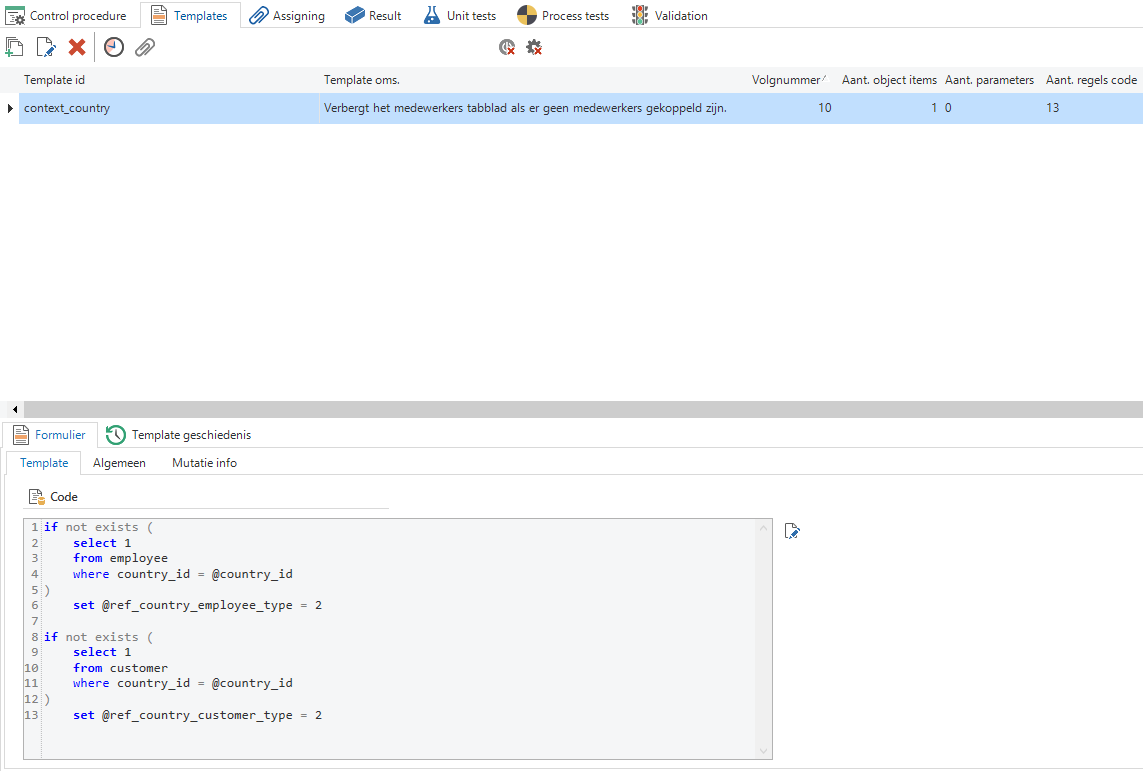 Control procedure Templates Assigning Result Unit tests Process tests Validation
Template id Template oms. Volgnummer Aant. object items Aant. parameters Aant. regels code
context_country Verbergt het medewerkers tabblad als er geen medewerkers gekoppeld zijn. 10 1 0 13
Formulier Template geschiedenis
Template Algemeen Mutatie info
Code
1 if not exists (
2 select 1
3 from employee
4 where country_id = @country_id
5 )
6 set @ref_country_employee_type = 2
7
8 if not exists (
9 select 1
10 from customer
11 where country_id = @country_id
12 )
13 set @ref_country_customer_type = 2